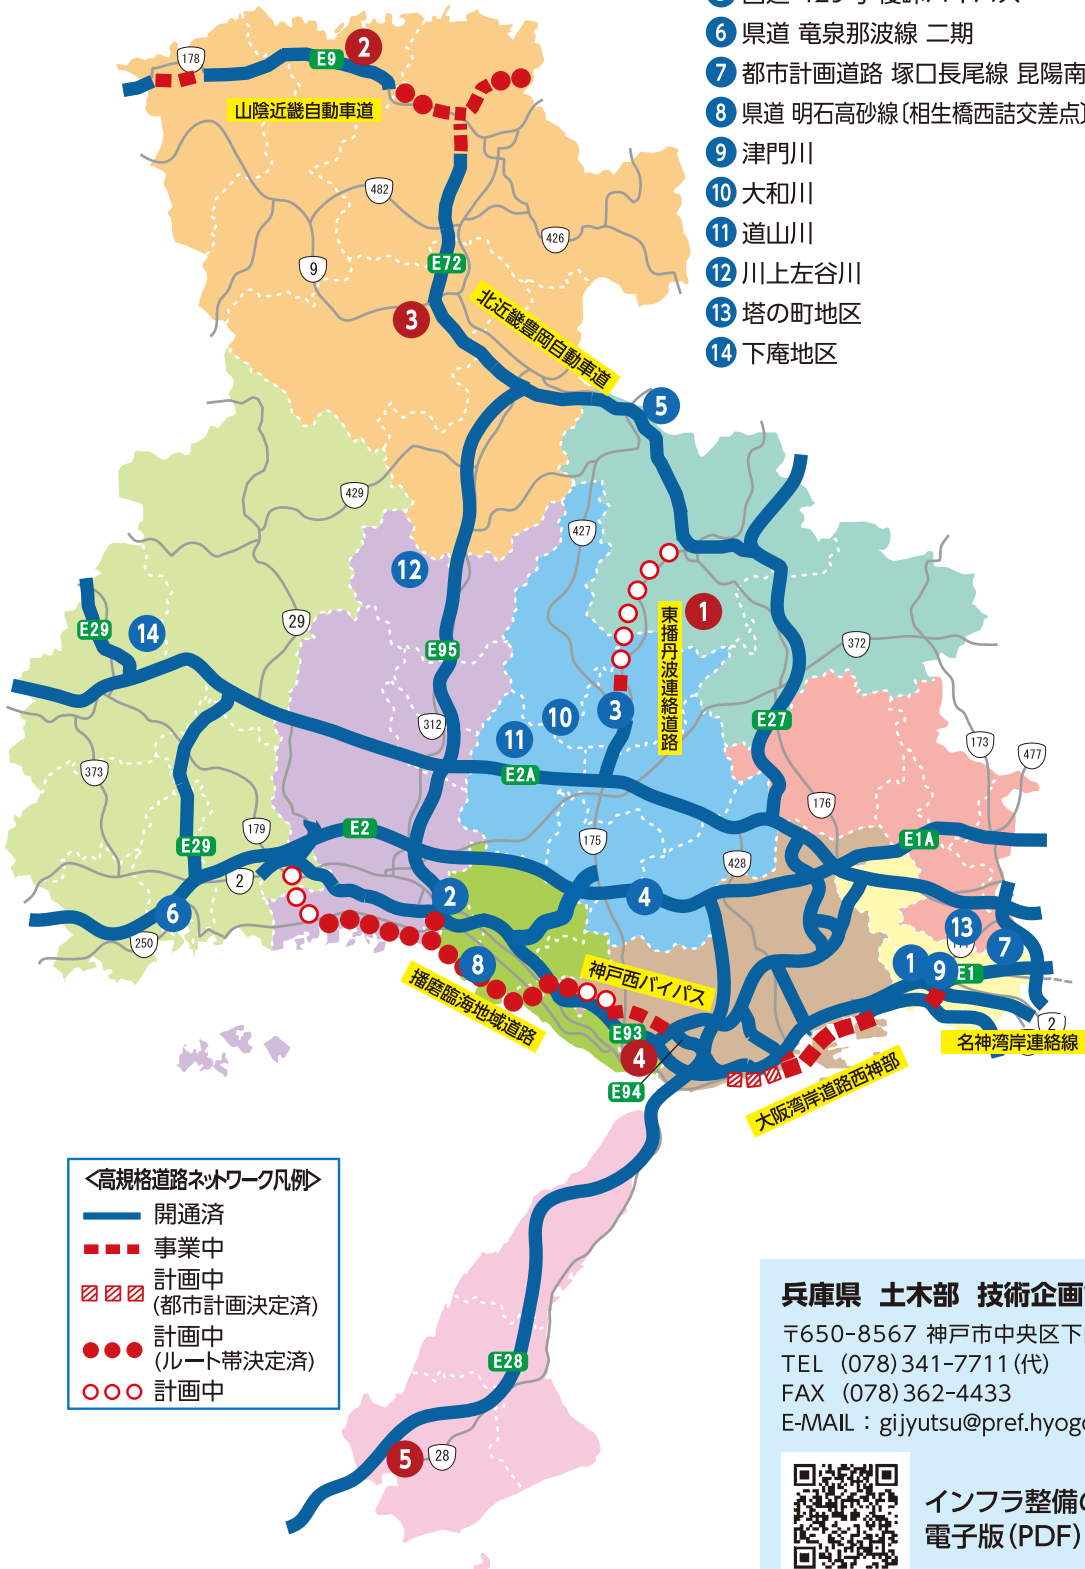 6 県道 竜泉那波線 二期
7 都市計画道路 塚口長尾線 昆陽南
8 県道 明石高砂線〔相生橋西詰交差点〕
9 津門川
10 大和川
11 道山川
12 川上左谷川
13 塔の町地区
14 下庵地区
178
E9
2
山陰近畿自動車道
482
426
9
E72
3
北近畿豊岡自動車道
5
429
427
12
1
東播丹波連絡道路
E29
14
29
E95
372
3
10
11
312
E27
173
477
373
E2A
176
179
E2
E29
175
428
E1A
2
6
250
2
4
13
7
1
9
E1
8
播磨臨海地域道路
神戸西バイパス
E93
4
E94
2
名神湾岸連絡線
大阪湾岸道路西神部
E28
5
28
<高規格道路ネットワーク凡例>
開通済
事業中
計画中
(都市計画決定済)
計画中
(ルート帯決定済)
計画中
兵庫県 土木部 技術企画
〒650-8567 神戸市中央区下
TEL (078)341-7711(代)
FAX (078)362-4433
E-MAIL：gijyutsu@pref.hyogo
インフラ整備の
電子版(PDF)